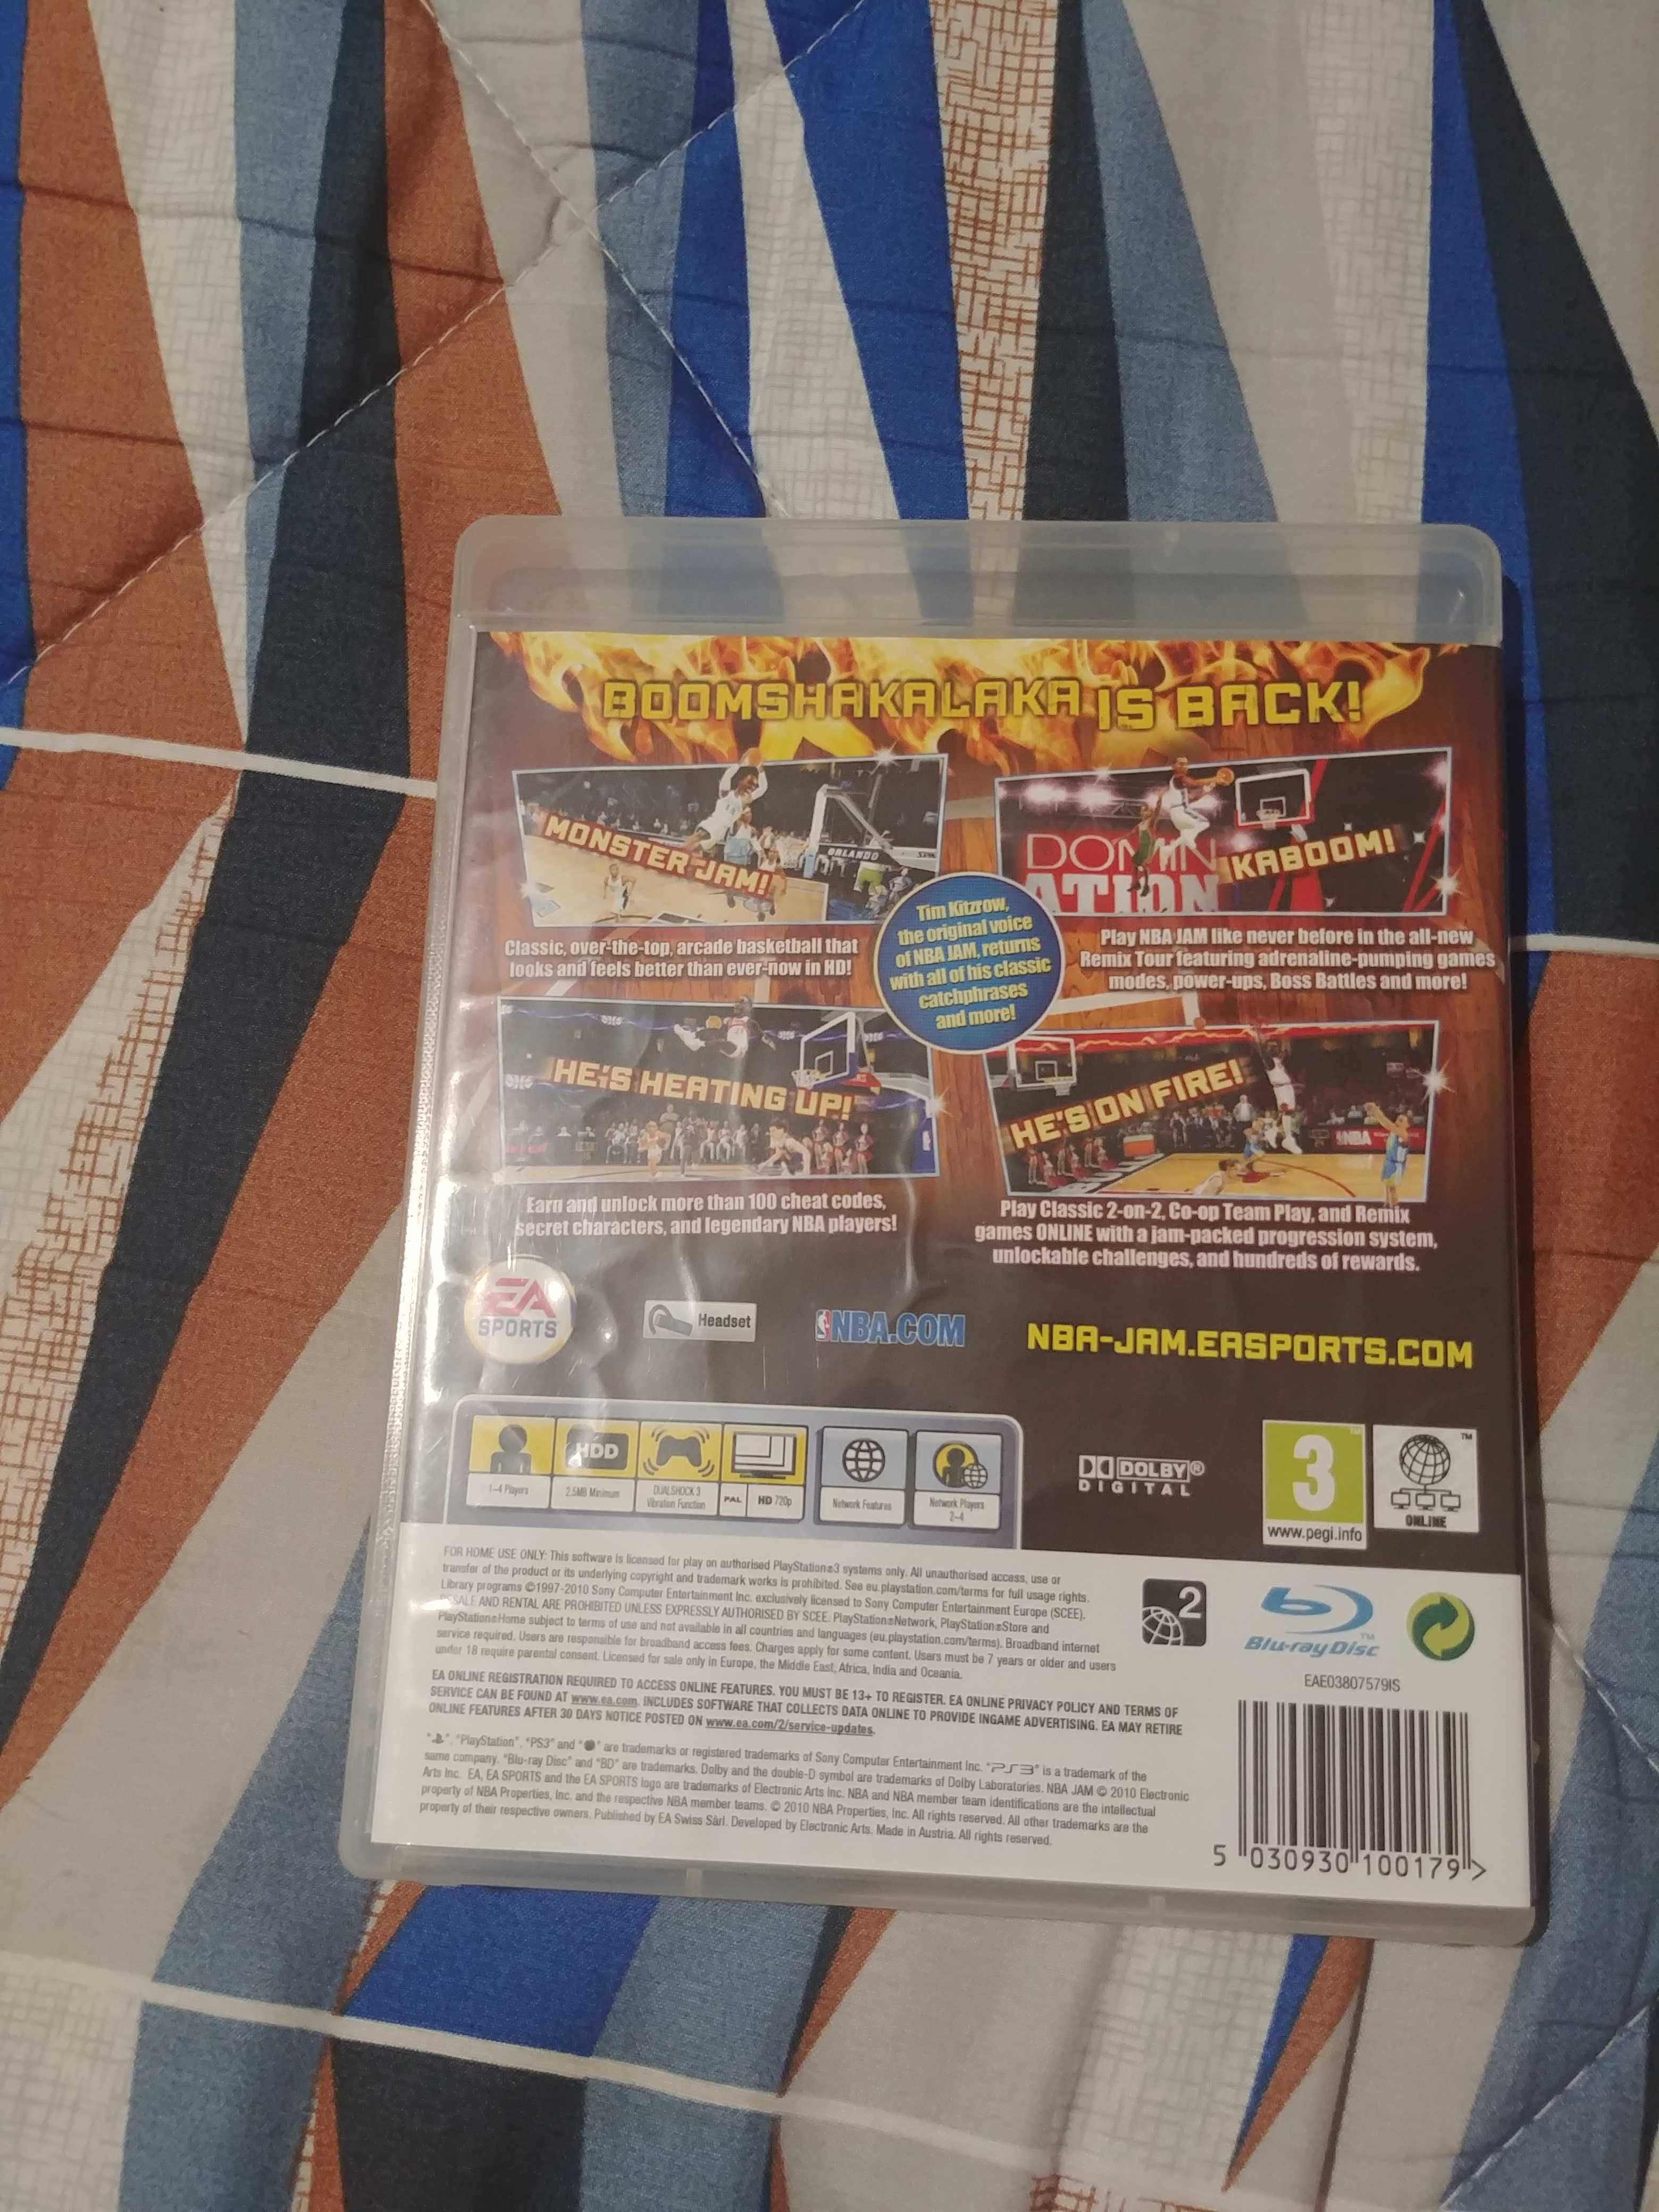 BOOMSHAKALAKA IS BACK!
MONSTER JAM!
ORLANDO
DOMINATION
KABOOM!
Classic, over-the-top, arcade basketball that
looks and feels better than ever-now in HD!
Tim Kitzrow,
the original voice
of NBA JAM, returns
with all of his classic
catchphrases
and more!
Play NBA JAM like never before in the all-new
Remix Tour featuring adrenaline-pumping games
modes, power-ups, Boss Battles and more!
HE'S HEATING UP!
HE'S ON FIRE!
NBA
Earn and unlock more than 100 cheat codes,
secret characters, and legendary NBA players!
Play Classic 2-on-2, Co-op Team Play, and Remix
games ONLINE with a jam-packed progression system,
unlockable challenges, and hundreds of rewards.
EA
SPORTS
Headset
NBA.COM
NBA-JAM.EASPORTS.COM
HDD
1-4 Players
2.5MB Minimum
DUALSHOCK 3
Vibration Function
PAL
HD 720p
Network Features
Network Players
2-4
DOLBY®
DIGITAL
3
www.pegi.info
TM
ONLINE
FOR HOME USE ONLY: This software is licensed for play on authorised PlayStation®3 systems only. All unauthorised access, use or
transfer of the product or its underlying copyright and trademark works is prohibited. See eu.playstation.com/terms for full usage rights.
Library programs ©1997-2010 Sony Computer Entertainment Inc. exclusively licensed to Sony Computer Entertainment Europe (SCEE).
RESALE AND RENTAL ARE PROHIBITED UNLESS EXPRESSLY AUTHORISED BY SCEE. PlayStation®Network, PlayStation®Store and
PlayStation®Home subject to terms of use and not available in all countries and languages (eu.playstation.com/terms). Broadband internet
service required. Users are responsible for broadband access fees. Charges apply for some content. Users must be 7 years or older and users
under 18 require parental consent. Licensed for sale only in Europe, the Middle East, Africa, India and Oceania.
2
Blu-ray Disc
TM
EAE03807579IS
EA ONLINE REGISTRATION REQUIRED TO ACCESS ONLINE FEATURES. YOU MUST BE 13+ TO REGISTER. EA ONLINE PRIVACY POLICY AND TERMS OF
SERVICE CAN BE FOUND AT www.ea.com. INCLUDES SOFTWARE THAT COLLECTS DATA ONLINE TO PROVIDE INGAME ADVERTISING. EA MAY RETIRE
ONLINE FEATURES AFTER 30 DAYS NOTICE POSTED ON www.ea.com/2/service-updates.
" ", "PlayStation", "PS3" and " " are trademarks or registered trademarks of Sony Computer Entertainment Inc. "PS3" is a trademark of the
same company. "Blu-ray Disc" and "BD" are trademarks. Dolby and the double-D symbol are trademarks of Dolby Laboratories. NBA JAM © 2010 Electronic
Arts Inc. EA, EA SPORTS and the EA SPORTS logo are trademarks of Electronic Arts Inc. NBA and NBA member team identifications are the intellectual
property of NBA Properties, Inc. and the respective NBA member teams. © 2010 NBA Properties, Inc. All rights reserved. All other trademarks are the
property of their respective owners. Published by EA Swiss Sàrl. Developed by Electronic Arts. Made in Austria. All rights reserved.
5 030930 100179 >